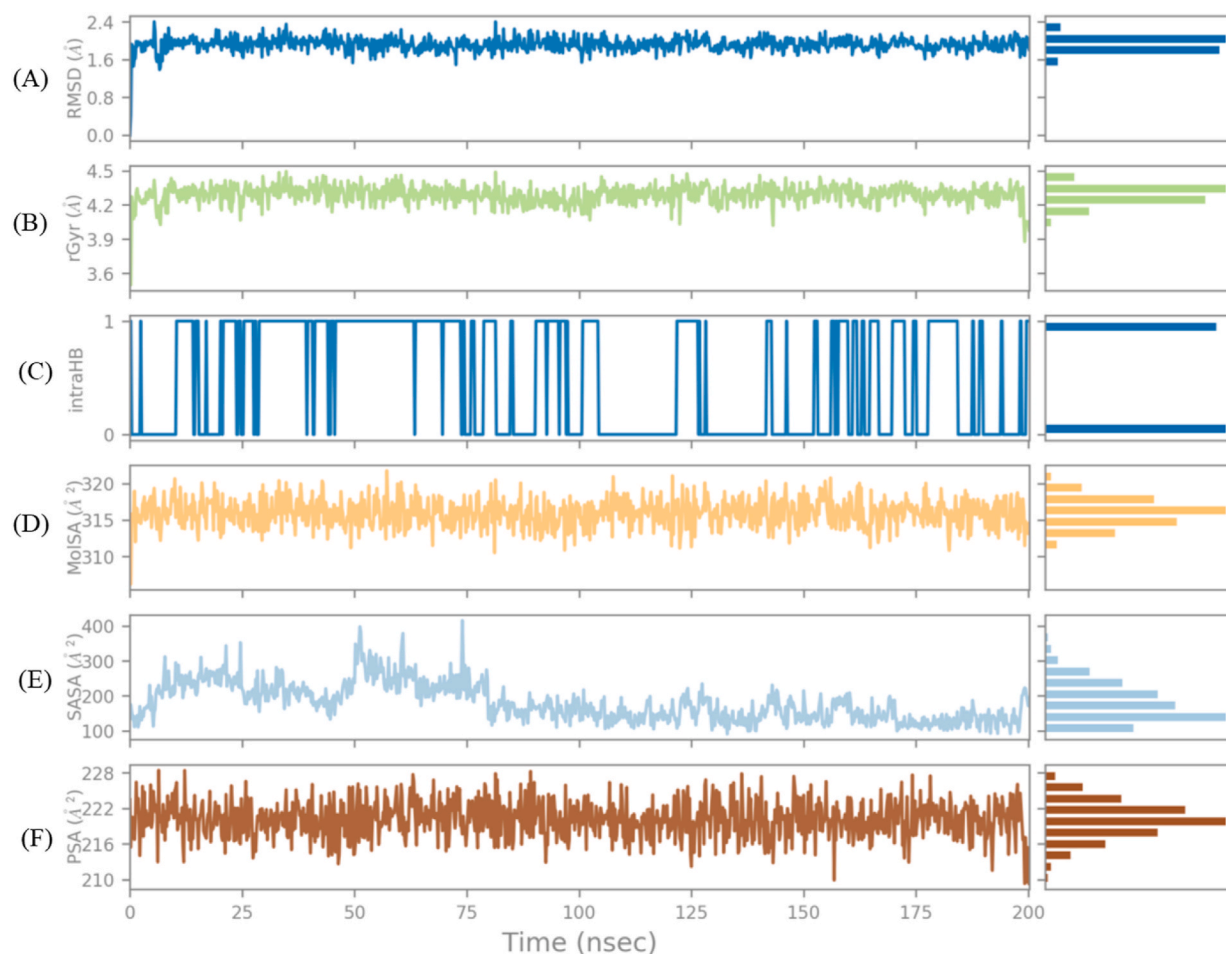 (A)
RMSD (Å)
2.4
1.6
0.8
0.0
(B)
rGyr (Å)
4.5
4.2
3.9
3.6
(C)
intraHB
1
0
(D)
MolSA (Å²)
320
315
310
(E)
SASA (Å²)
400
300
200
100
(F)
PSA (Å²)
228
222
216
210
0 25 50 75 100 125 150 175 200
Time (nsec)